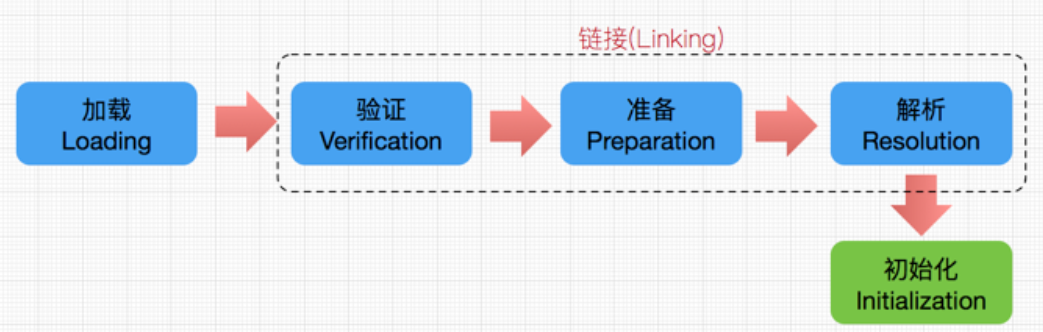 链接(Linking)
加载
Loading
验证
Verification
准备
Preparation
解析
Resolution
初始化
Initialization